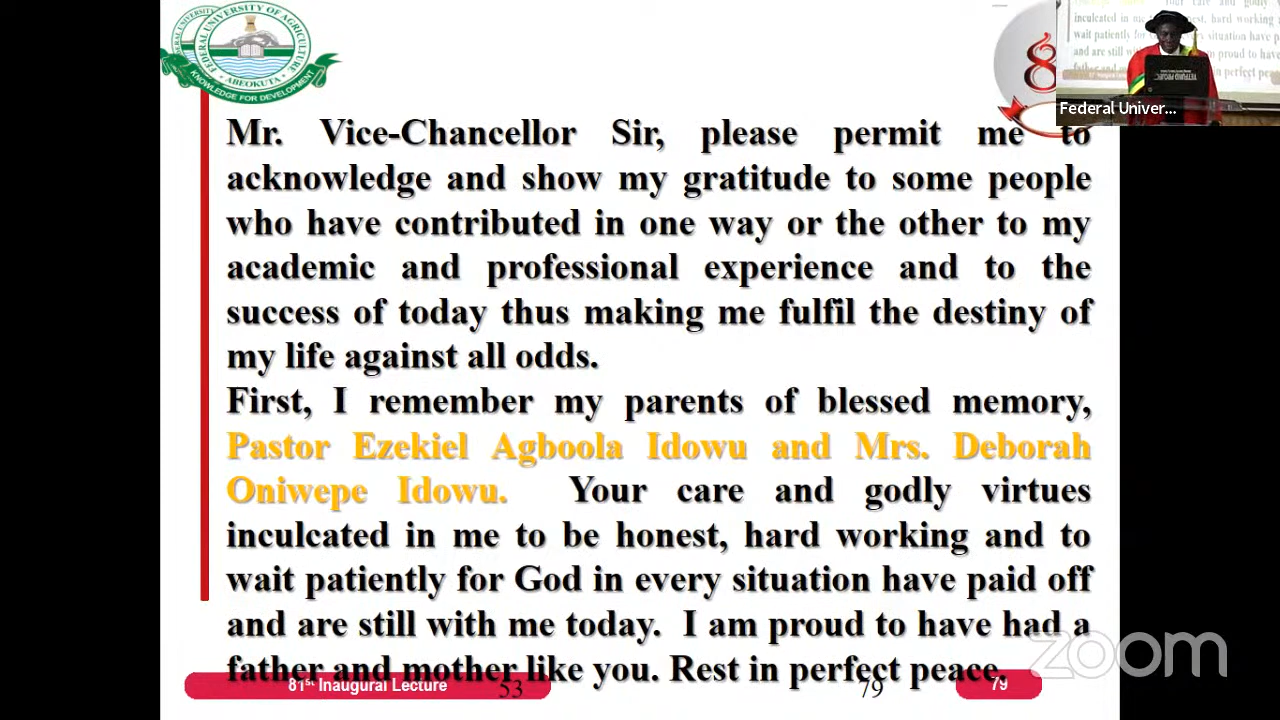 FEDERAL UNIVERSITY OF AGRICULTURE
ABEOKUTA
KNOWLEDGE FOR DEVELOPMENT
8
Federal Univer...
Mr. Vice-Chancellor Sir, please permit me to
acknowledge and show my gratitude to some people
who have contributed in one way or the other to my
academic and professional experience and to the
success of today thus making me fulfil the destiny of
my life against all odds.
First, I remember my parents of blessed memory,
Pastor Ezekiel Agboola Idowu and Mrs. Deborah
Oniwepe Idowu. Your care and godly virtues
inculcated in me to be honest, hard working and to
wait patiently for God in every situation have paid off
and are still with me today. I am proud to have had a
father and mother like you. Rest in perfect peace.
zoom
81st Inaugural Lecture 53 79 79